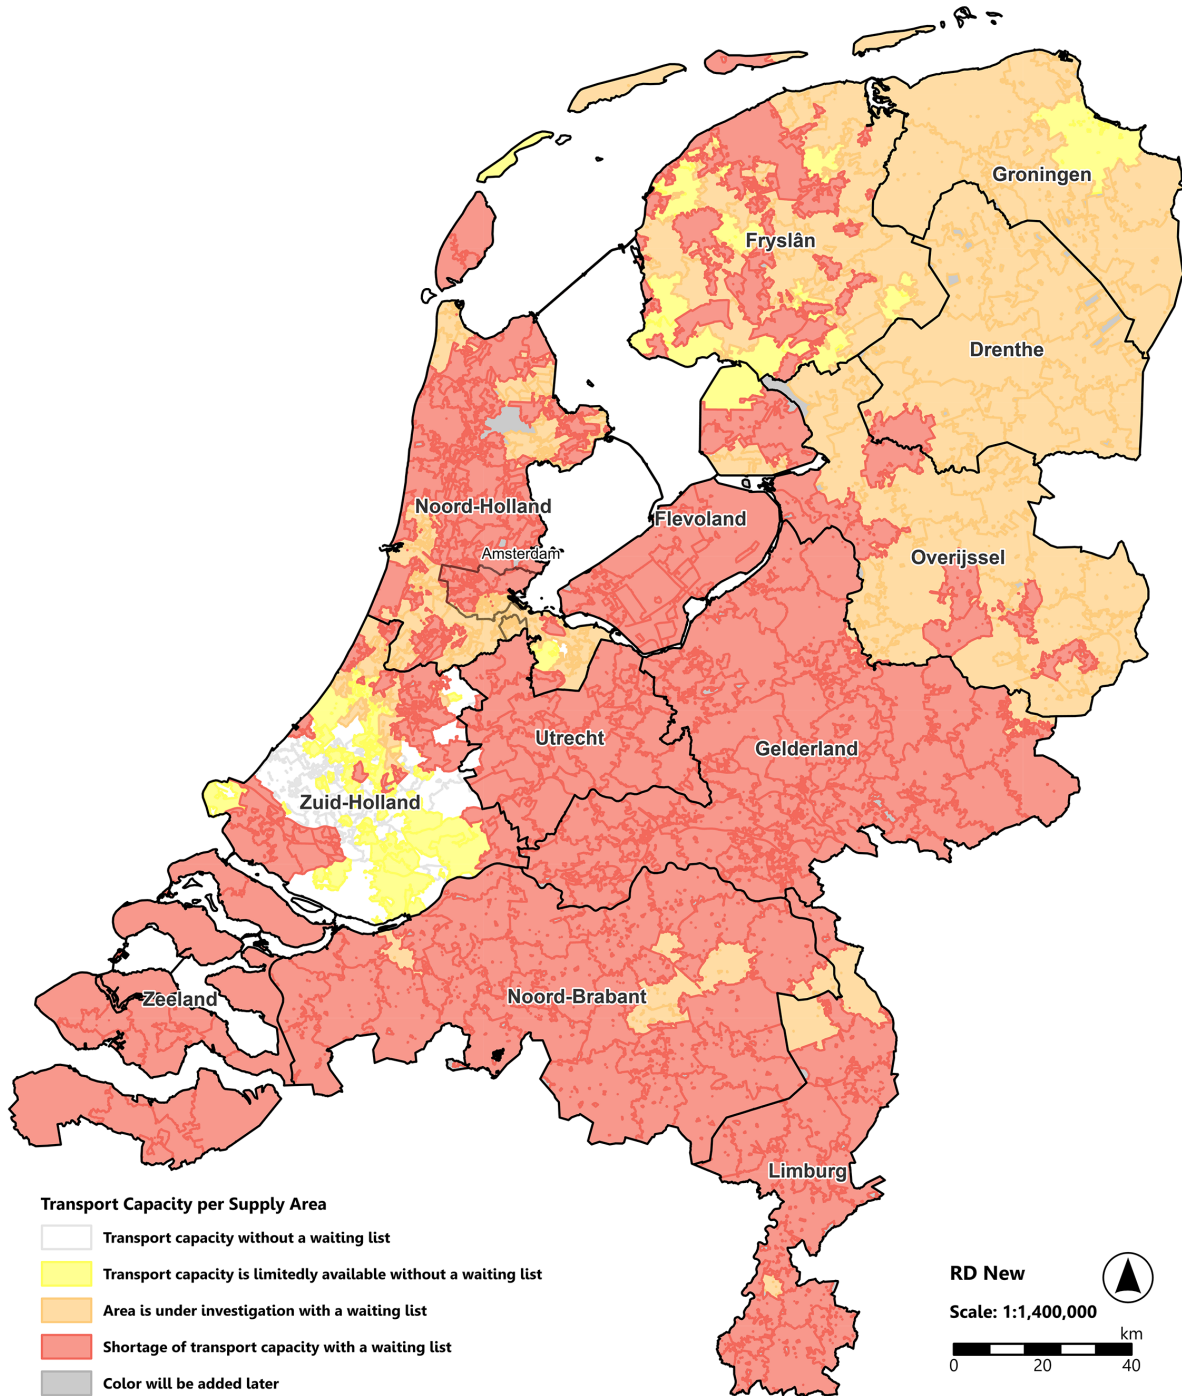 Groningen
Fryslân
Drenthe
Noord-Holland
Flevoland
Amsterdam
Overijssel
Utrecht
Gelderland
Zuid-Holland
Zeeland
Noord-Brabant
Limburg
Transport Capacity per Supply Area
Transport capacity without a waiting list
Transport capacity is limitedly available without a waiting list
Area is under investigation with a waiting list
Shortage of transport capacity with a waiting list
Color will be added later
RD New
Scale: 1:1,400,000
km
0 20 40